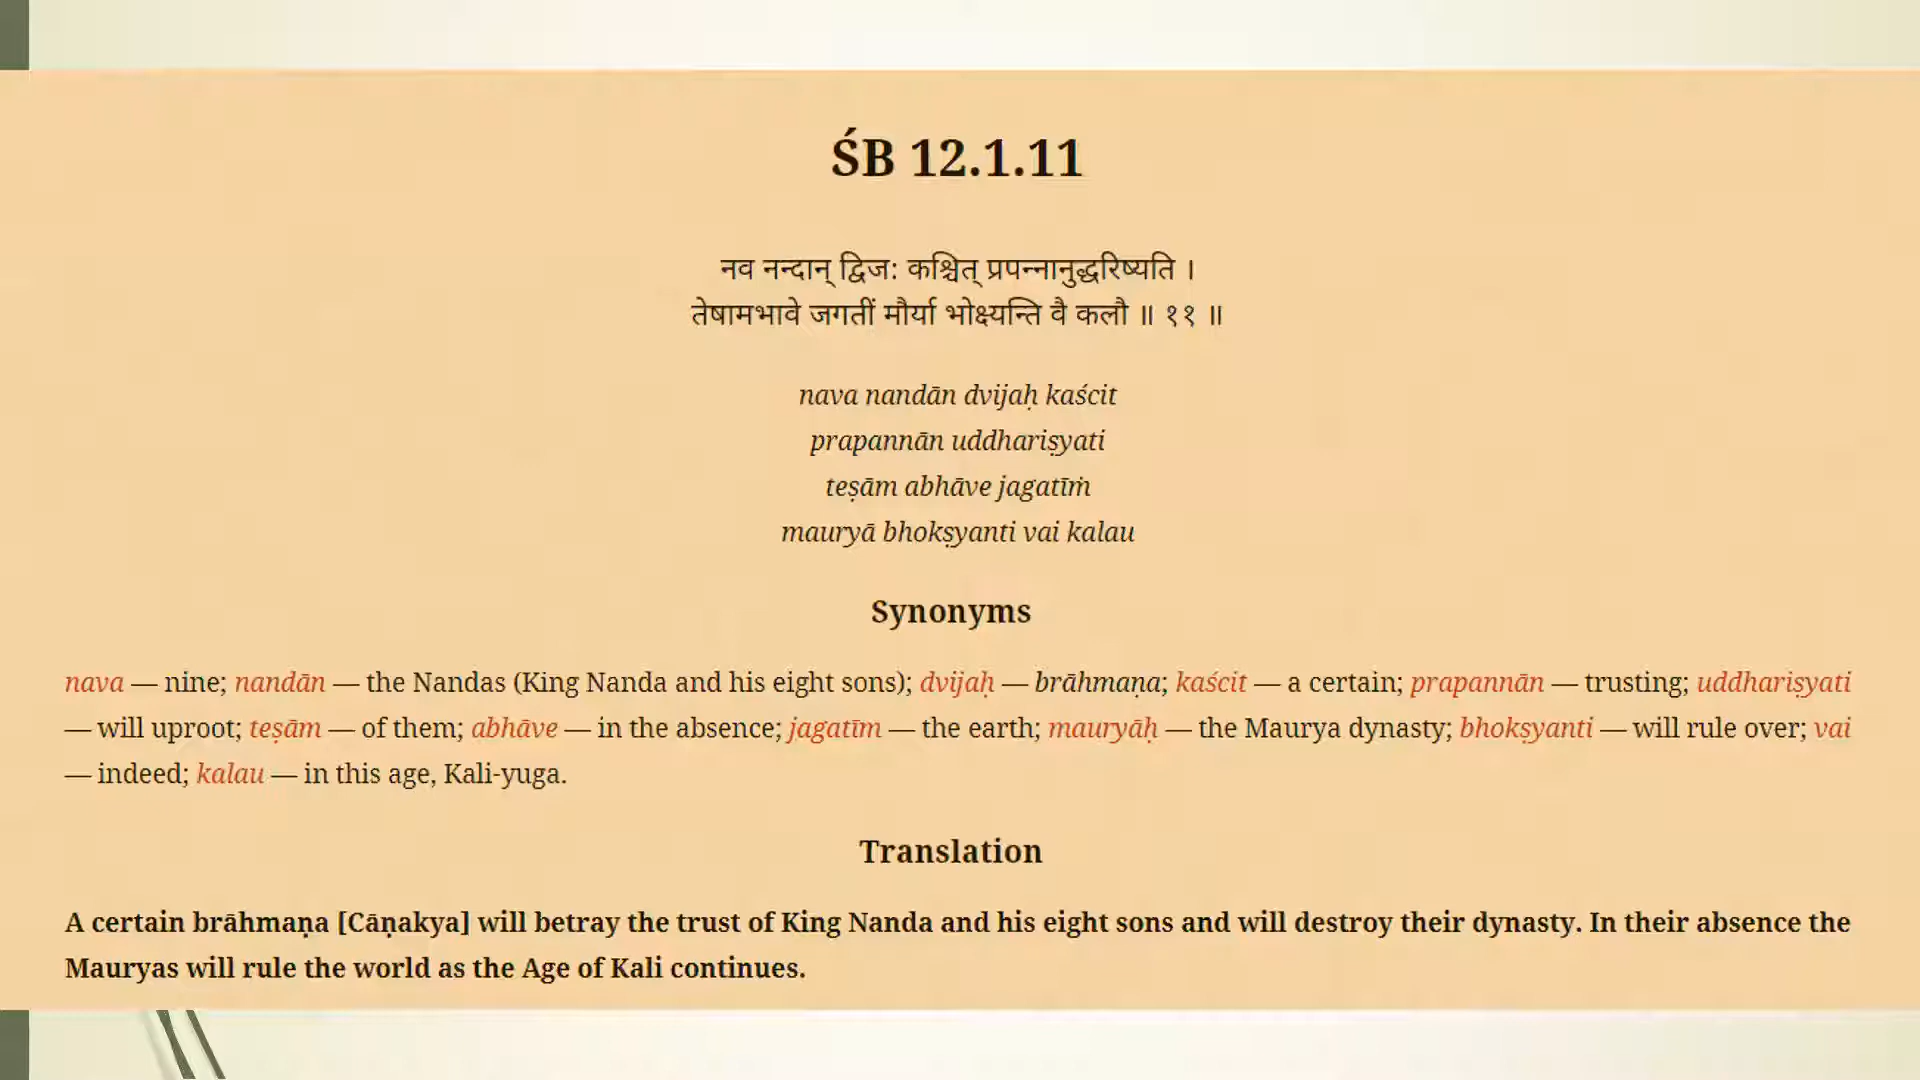 ŚB 12.1.11
नव नन्दान् द्विज: कश्चित् प्रपन्नानुद्धरिष्यति ।
तेषामभावे जगतीं मौर्या भोक्ष्यन्ति वै कलौ ॥ ११ ॥
nava nandān dvijaḥ kaścit
prapannān uddhariṣyati
teṣām abhāve jagatīṁ
mauryā bhokṣyanti vai kalau
Synonyms
nava — nine; nandān — the Nandas (King Nanda and his eight sons); dvijaḥ — brāhmaṇa; kaścit — a certain; prapannān — trusting; uddhariṣyati
— will uproot; teṣām — of them; abhāve — in the absence; jagatīm — the earth; mauryāḥ — the Maurya dynasty; bhokṣyanti — will rule over; vai
— indeed; kalau — in this age, Kali-yuga.
Translation
A certain brāhmaṇa [Cāṇakya] will betray the trust of King Nanda and his eight sons and will destroy their dynasty. In their absence the
Mauryas will rule the world as the Age of Kali continues.